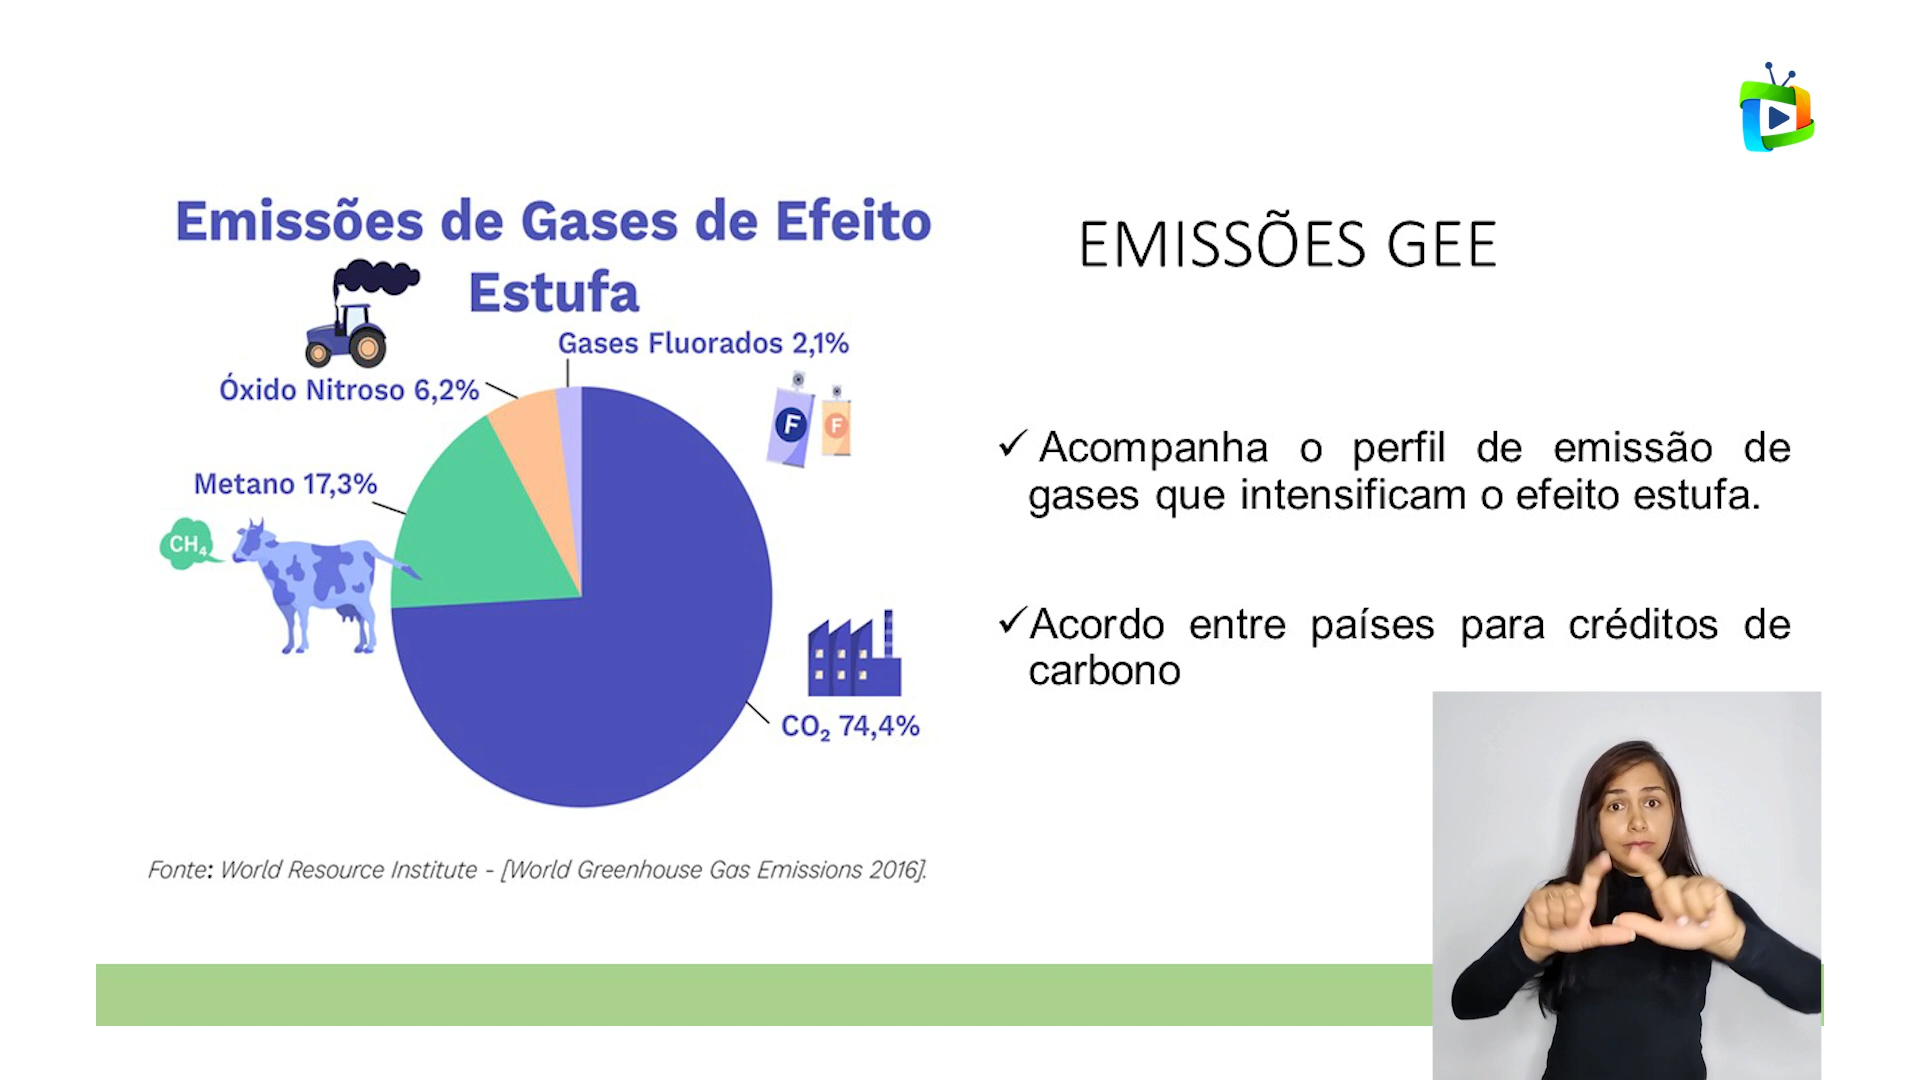 Emissões de Gases de Efeito
Estufa
Gases Fluorados 2,1%
Óxido Nitroso 6,2%
F
F
Metano 17,3%
CH₄
CO₂ 74,4%
Fonte: World Resource Institute - [World Greenhouse Gas Emissions 2016].
EMISSÕES GEE
✓ Acompanha o perfil de emissão de
gases que intensificam o efeito estufa.
✓Acordo entre países para créditos de
carbono